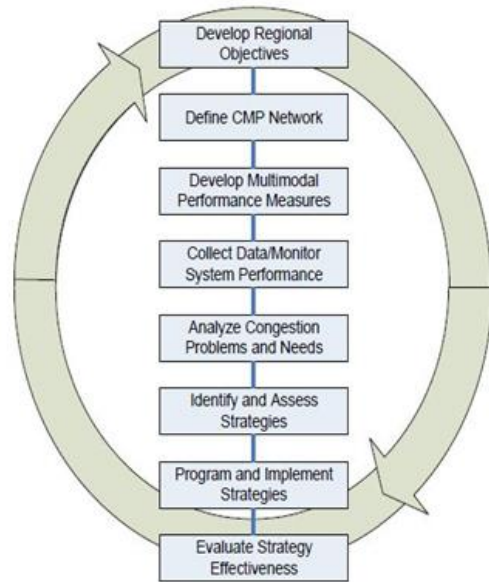 Develop Regional
Objectives
Define CMP Network
Develop Multimodal
Performance Measures
Collect Data/Monitor
System Performance
Analyze Congestion
Problems and Needs
Identify and Assess
Strategies
Program and Implement
Strategies
Evaluate Strategy
Effectiveness